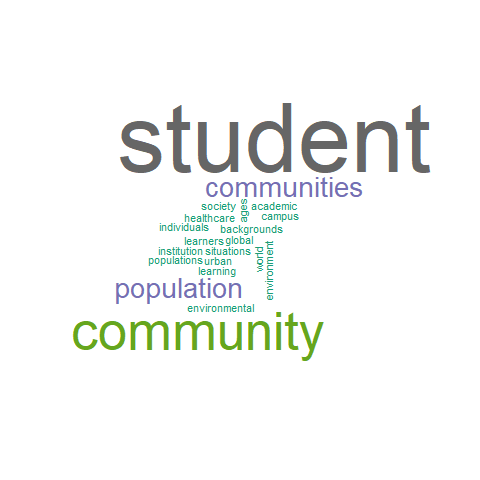 student
communities
society
ages
academic
healthcare
campus
individuals
backgrounds
learners
global
institution
situations
world
environment
populations
urban
learning
population
environmental
community